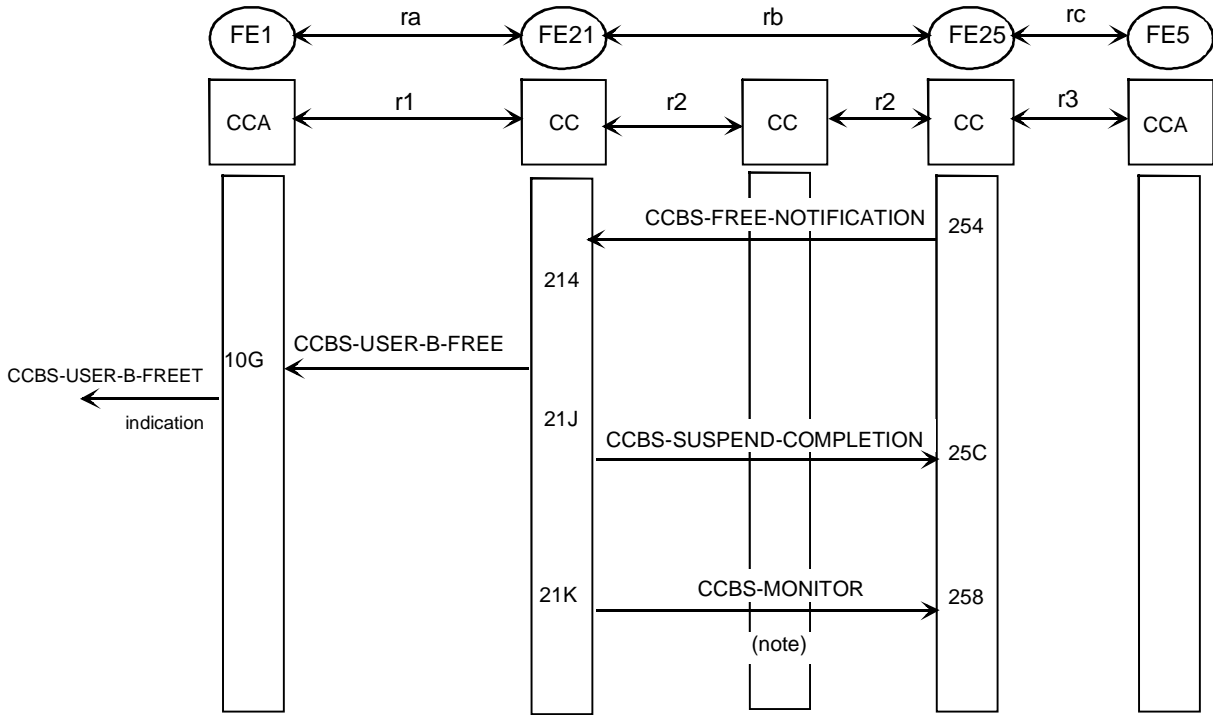 FE1 ra FE21 rb FE25 rc FE5
CCA r1 CC r2 CC r2 CC r3 CCA
CCBS-FREE-NOTIFICATION 254
214
CCBS-USER-B-FREE
10G
CCBS-USER-B-FREET
indication
21J
CCBS-SUSPEND-COMPLETION 25C
21K CCBS-MONITOR 258
(note)